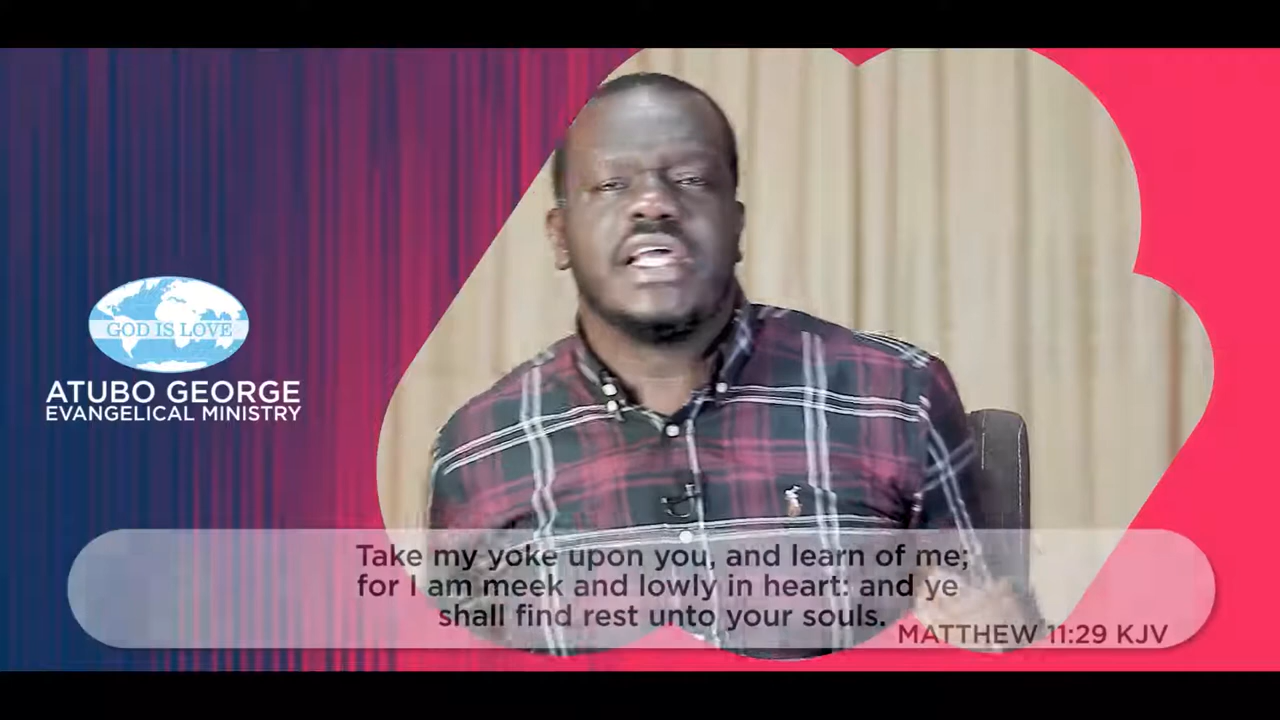 GOD IS LOVE
ATUBO GEORGE
EVANGELICAL MINISTRY
Take my yoke upon you, and learn of me;
for I am meek and lowly in heart: and ye
shall find rest unto your souls.
MATTHEW 11:29 KJV